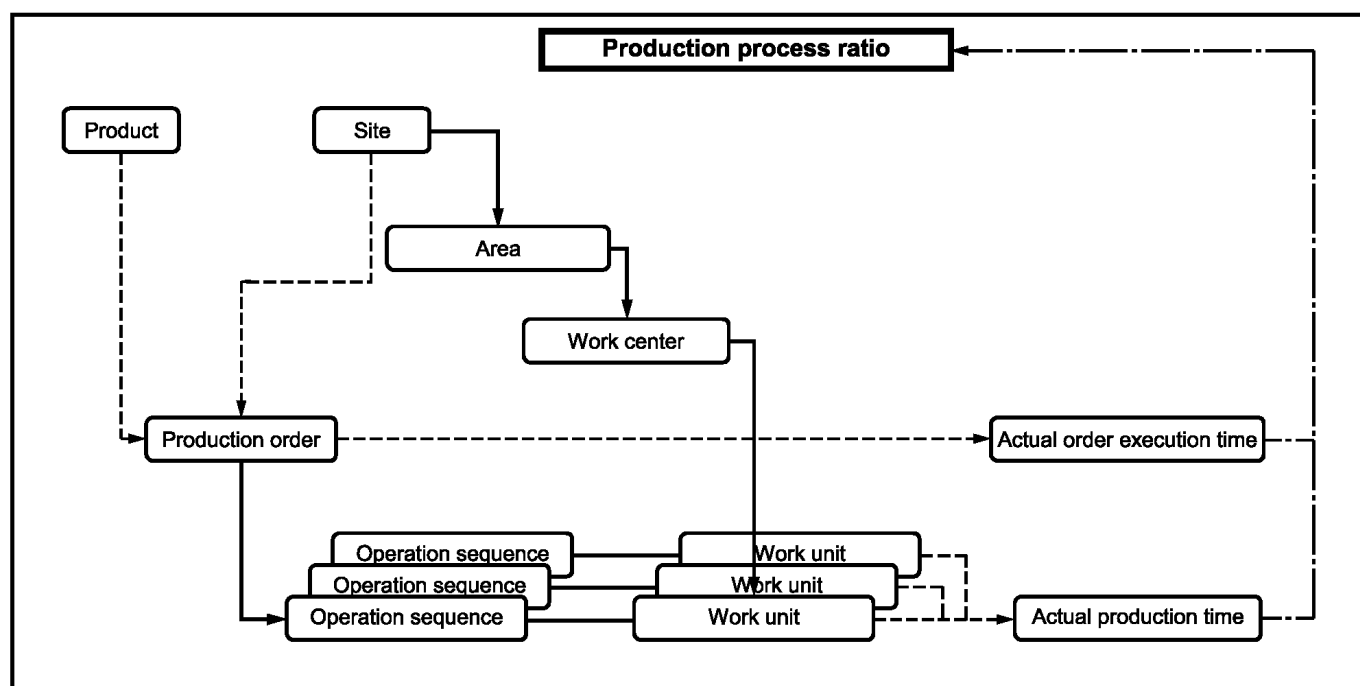 Production process ratio
Product
Site
Area
Work center
Production order
Actual order execution time
Operation sequence
Work unit
Operation sequence
Work unit
Operation sequence
Work unit
Actual production time